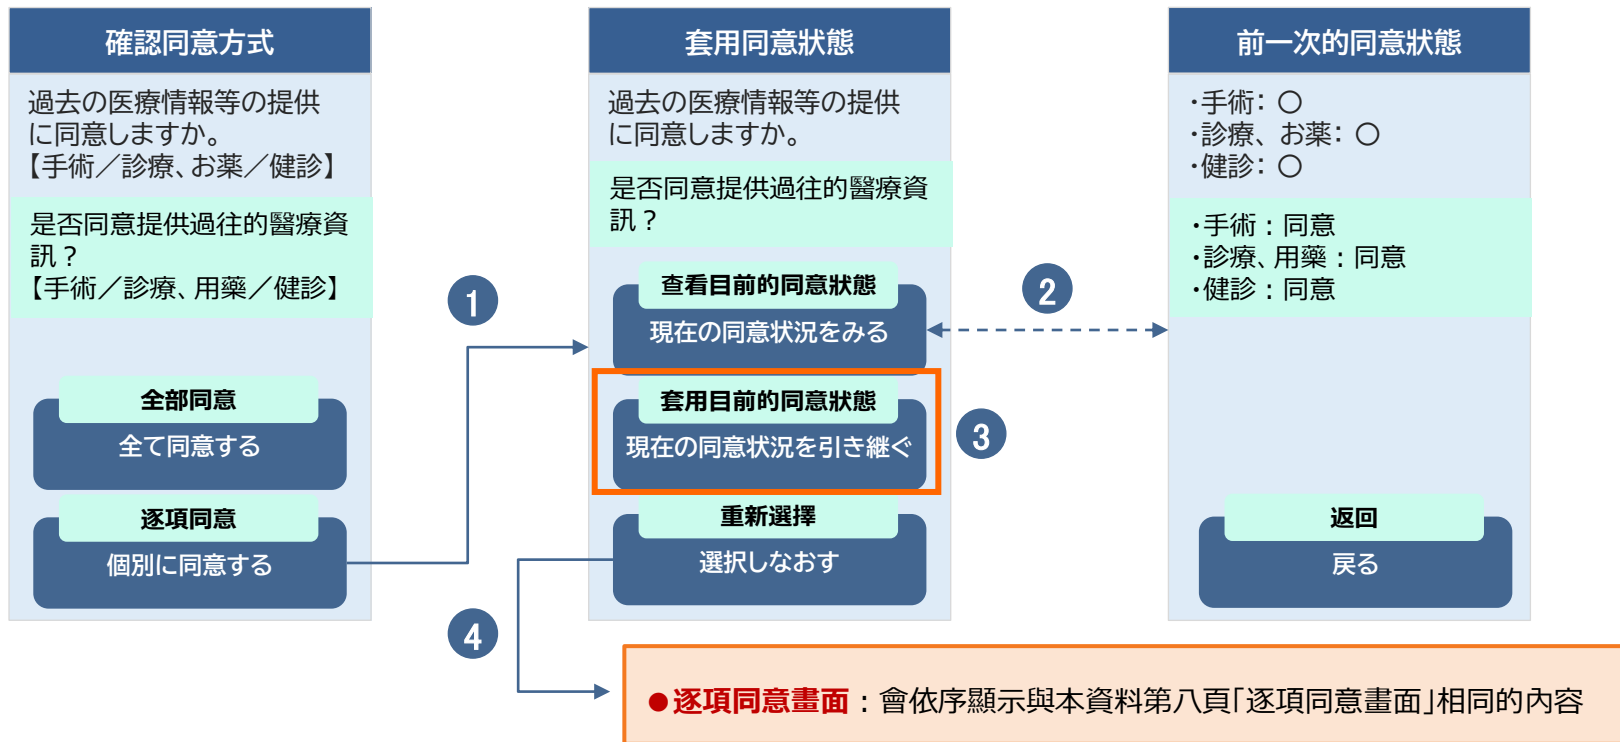 確認同意方式
過去の医療情報等の提供
に同意しますか。
【手術／診療、お薬／健診】
是否同意提供過往的醫療資
訊？
【手術／診療、用藥／健診】
全部同意
全て同意する
逐項同意
個別に同意する
1
套用同意狀態
過去の医療情報等の提供
に同意しますか。
是否同意提供過往的醫療資
訊？
查看目前的同意狀態
現在の同意状況をみる
套用目前的同意狀態
現在の同意状況を引き継ぐ
重新選擇
選択しなおす
2
3
4
前一次的同意狀態
・手術：〇
・診療、お薬：〇
・健診：〇
・手術：同意
・診療、用藥：同意
・健診：同意
返回
戻る
●逐項同意畫面：會依序顯示與本資料第八頁「逐項同意畫面」相同的內容